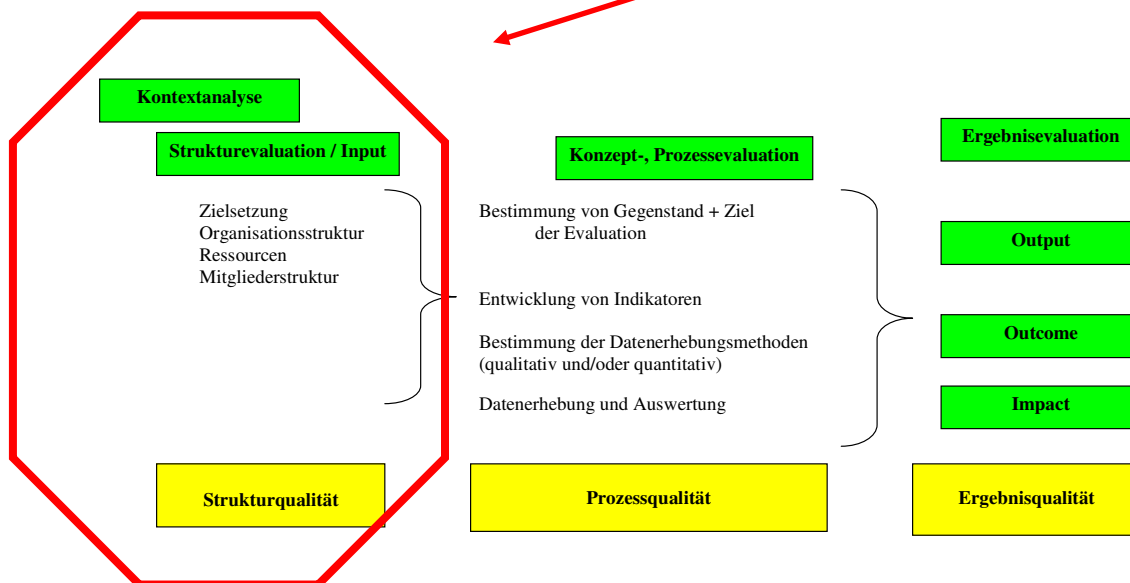 Kontextanalyse
Strukturevaluation / Input
Zielsetzung
Organisationsstruktur
Ressourcen
Mitgliederstruktur
Strukturqualität
Konzept-, Prozessevaluation
Bestimmung von Gegenstand + Ziel
der Evaluation
Entwicklung von Indikatoren
Bestimmung der Datenerhebungsmethoden
(qualitativ und/oder quantitativ)
Datenerhebung und Auswertung
Prozessqualität
Ergebnisevaluation
Output
Outcome
Impact
Ergebnisqualität